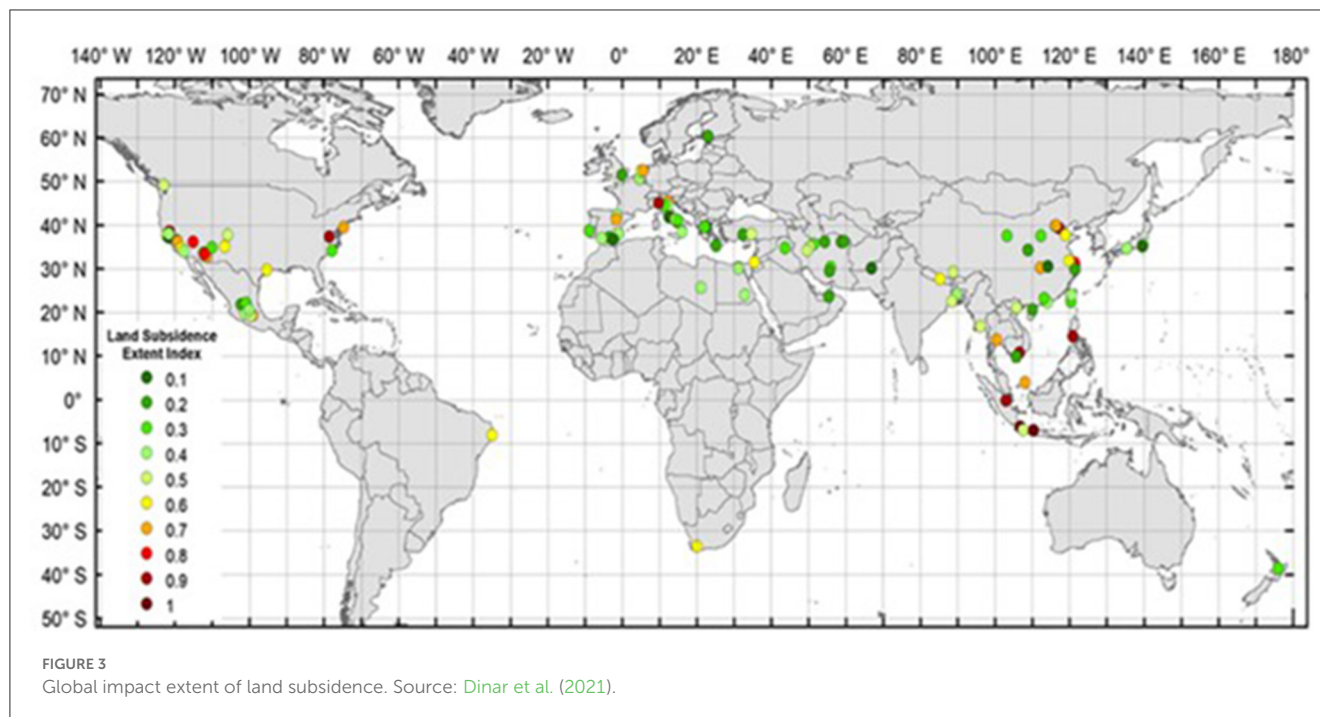 140° W 120° W 100° W 80° W 60° W 40° W 20° W 0° 20° E 40° E 60° E 80° E 100° E 120° E 140° E 160° E 180°
70° N
60° N
50° N
40° N
30° N
20° N
10° N
0°
10° S
20° S
30° S
40° S
50° S
Land Subsidence
Extent Index
0.1
0.2
0.3
0.4
0.5
0.6
0.7
0.8
0.9
1
FIGURE 3
Global impact extent of land subsidence. Source: Dinar et al. (2021).